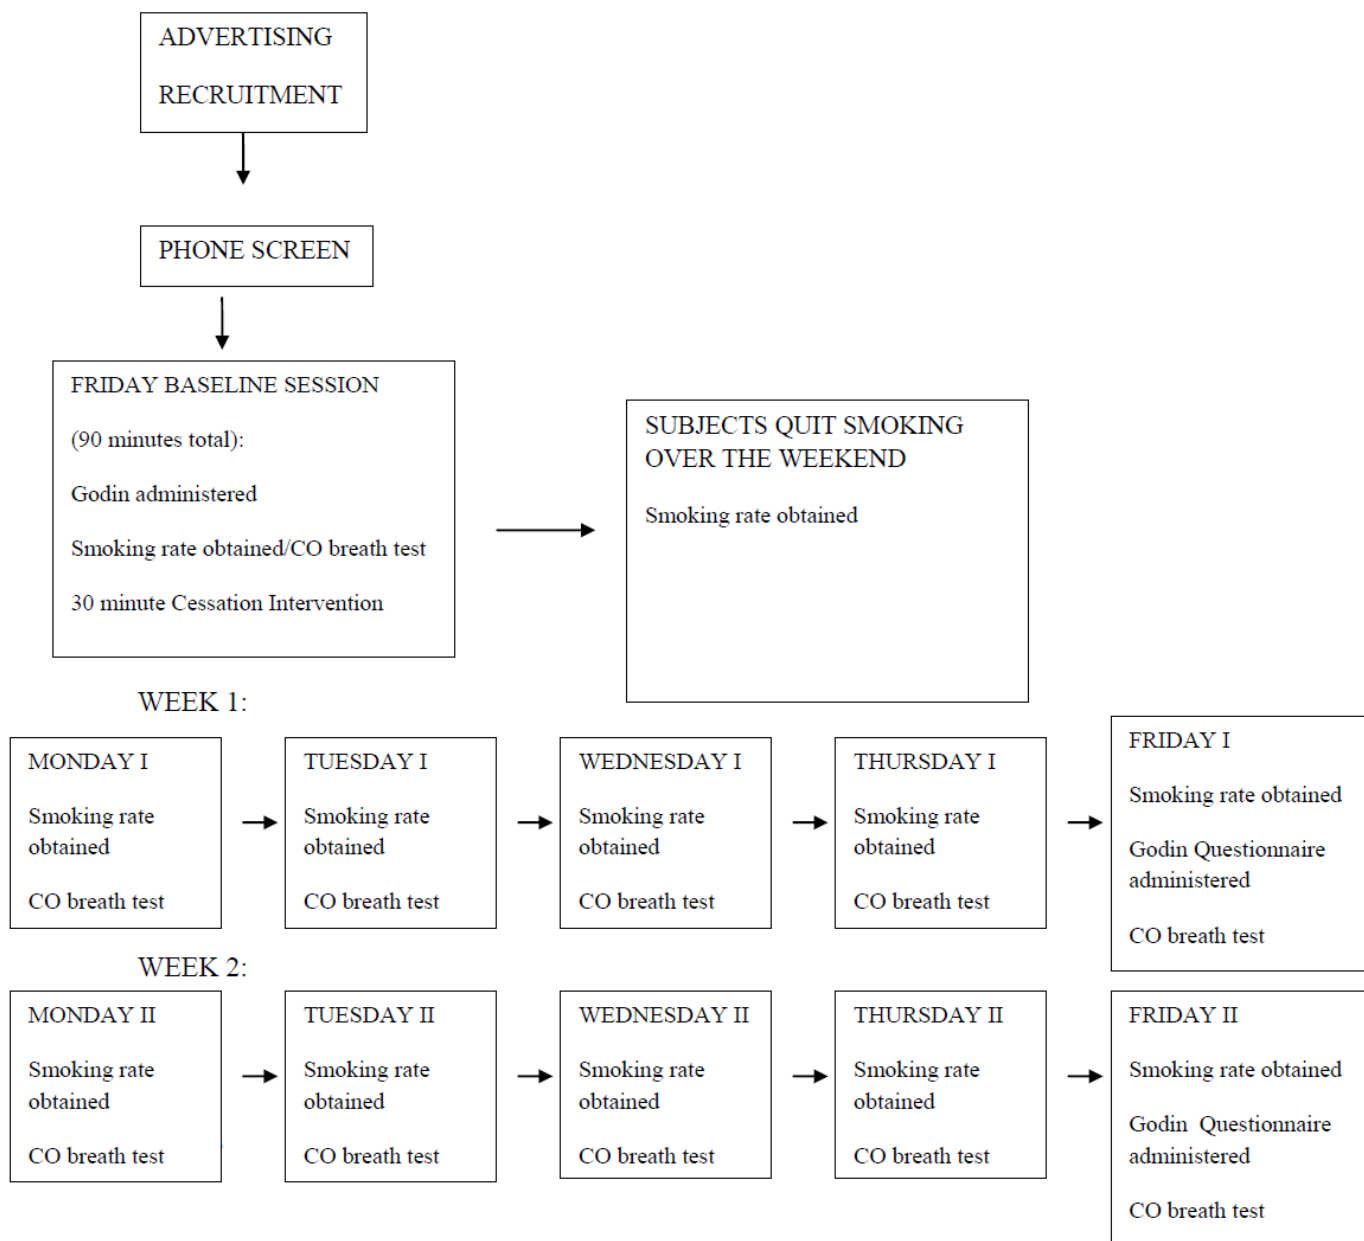 ADVERTISING
RECRUITMENT
PHONE SCREEN
FRIDAY BASELINE SESSION
(90 minutes total):
Godin administered
Smoking rate obtained/CO breath test
30 minute Cessation Intervention
SUBJECTS QUIT SMOKING
OVER THE WEEKEND
Smoking rate obtained
WEEK 1:
MONDAY I
Smoking rate
obtained
CO breath test
TUESDAY I
Smoking rate
obtained
CO breath test
WEDNESDAY I
Smoking rate
obtained
CO breath test
THURSDAY I
Smoking rate
obtained
CO breath test
FRIDAY I
Smoking rate obtained
Godin Questionnaire
administered
CO breath test
WEEK 2:
MONDAY II
Smoking rate
obtained
CO breath test
TUESDAY II
Smoking rate
obtained
CO breath test
WEDNESDAY II
Smoking rate
obtained
CO breath test
THURSDAY II
Smoking rate
obtained
CO breath test
FRIDAY II
Smoking rate obtained
Godin  Questionnaire
administered
CO breath test